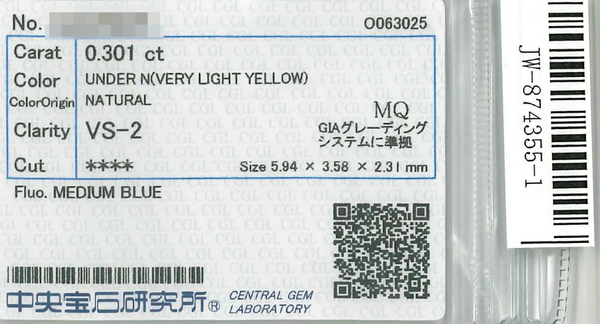 No. O0063025
Carat 0.301 ct
Color UNDER N(VERY LIGHT YELLOW)
ColorOrigin NATURAL
Clarity VS-2
MQ
GIAグレーディング
システムに準拠
Cut ****
Size 5.94 × 3.58 × 2.31 mm
Fluo. MEDIUM BLUE
中央宝石研究所® CENTRAL GEM
LABORATORY
JW-874355-1